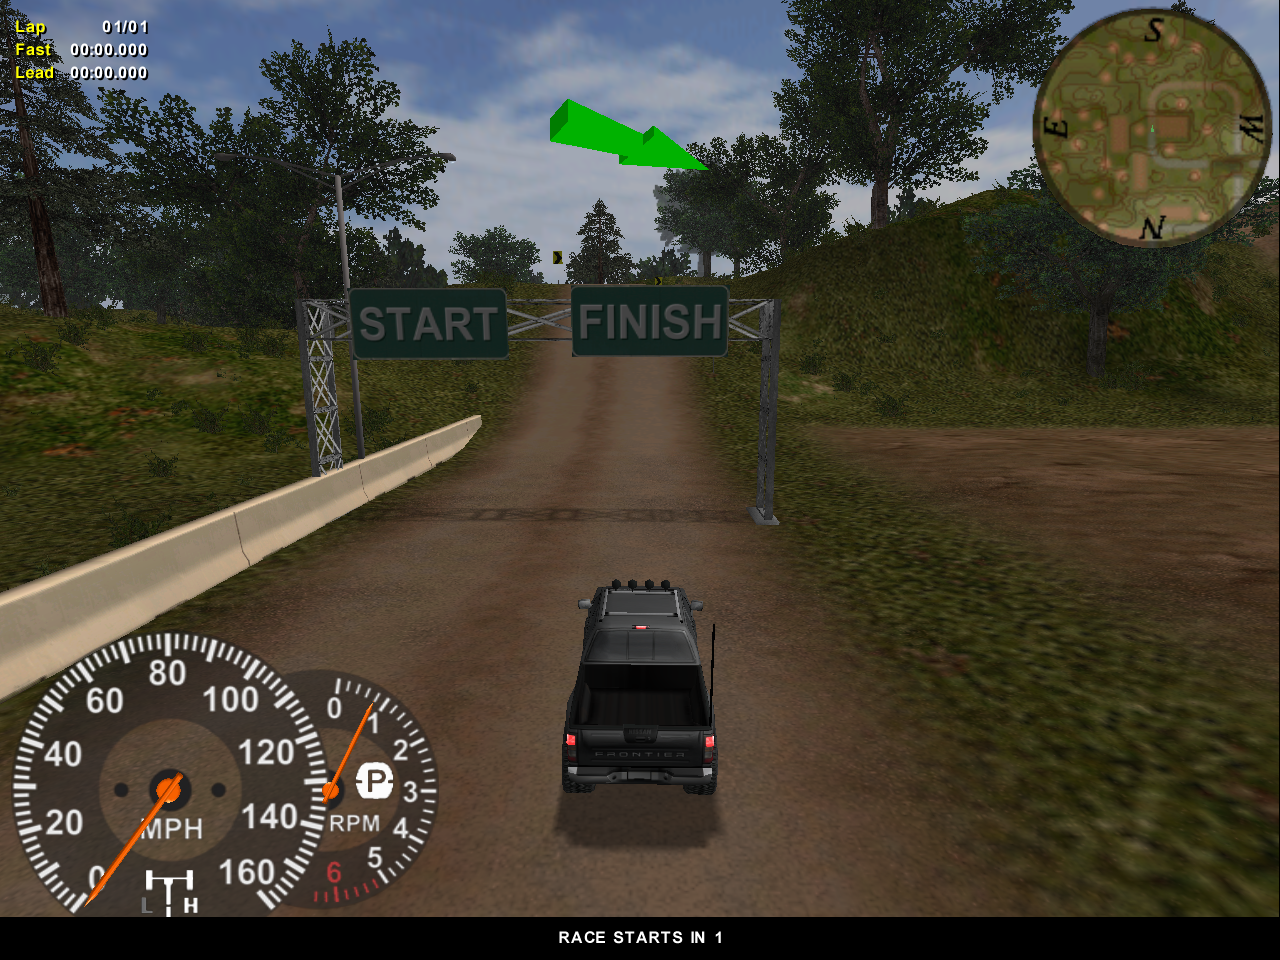 Lap 01/01
Fast 00:00.000
Lead 00:00.000
S
E W
N
START FINISH
FRONTIER
0 20 40 60 80 100 120 140 160
MPH
0 1 2 3 4 5 6
P
RPM
L H
RACE STARTS IN 1